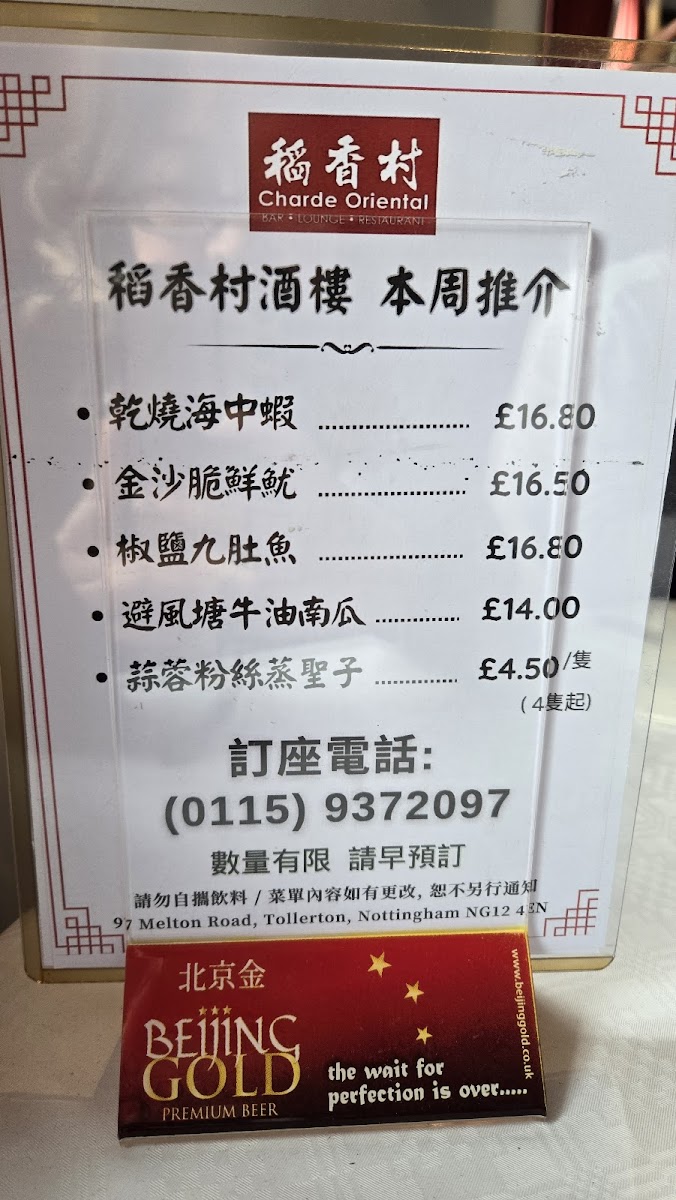 稻香村
Charde Oriental
BAR • LOUNGE • RESTAURANT
稻香村酒樓 本周推介
• 乾燒海中蝦 ........................ £16.80
• 金沙脆鮮魷 ........................ £16.50
• 椒鹽九肚魚 ....................... £16.80
• 避風塘牛油南瓜 .............. £14.00
• 蒜蓉粉絲蒸聖子 .............. £4.50/隻
(4隻起)
訂座電話:
(0115) 9372097
數量有限 請早預訂
請勿自攜飲料 / 菜單內容如有更改, 恕不另行通知
97 Melton Road, Tollerton, Nottingham NG12 4EN
北京金
BEIJING
GOLD
PREMIUM BEER
the wait for
perfection is over.....
www.beijinggold.co.uk